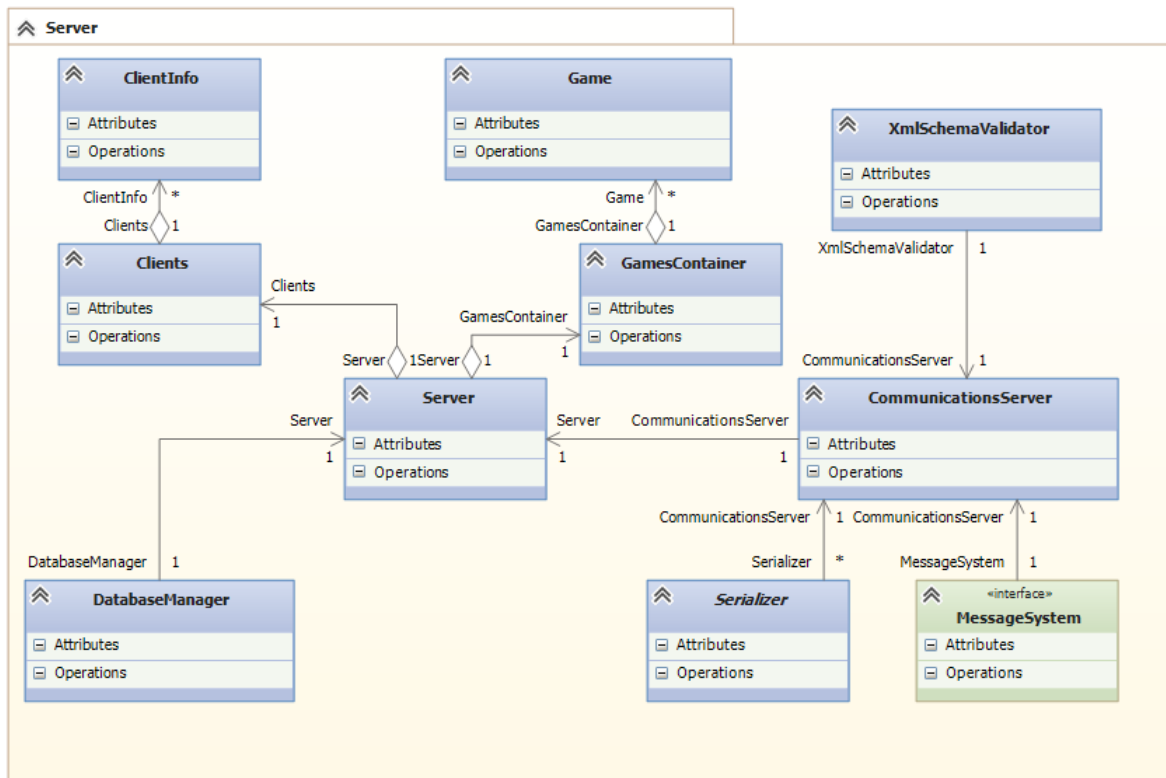 Server
ClientInfo
Attributes
Operations
Game
Attributes
Operations
XmlSchemaValidator
Attributes
Operations
ClientInfo *
Clients 1
Game *
GamesContainer 1
Clients
Attributes
Operations
GamesContainer
Attributes
Operations
XmlSchemaValidator 1
Clients
1
GamesContainer
1
Server 1
Server 1
CommunicationsServer 1
Server
Attributes
Operations
CommunicationsServer
Attributes
Operations
Server
1
Server
1
CommunicationsServer
1
CommunicationsServer 1
CommunicationsServer 1
DatabaseManager 1
Serializer *
MessageSystem 1
DatabaseManager
Attributes
Operations
Serializer
Attributes
Operations
«interface»
MessageSystem
Attributes
Operations